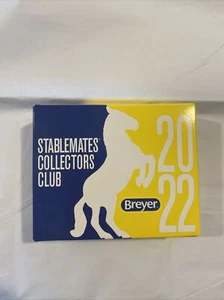 STABLEMATES®
COLLECTORS
CLUB
20
22
Breyer